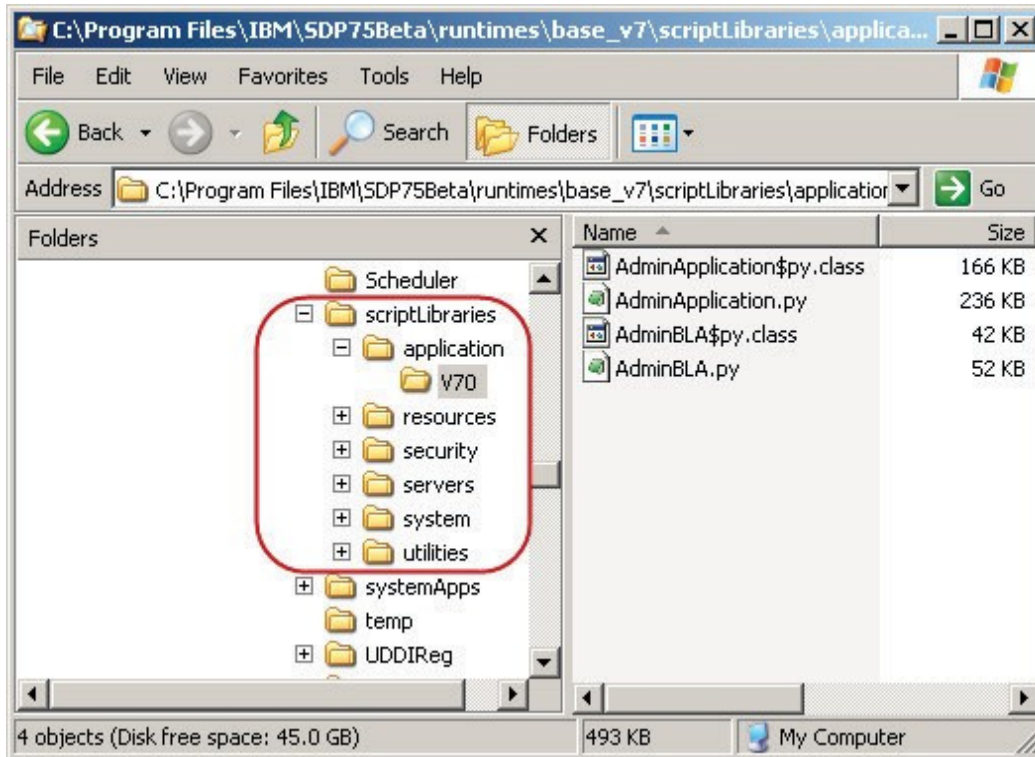 C:\Program Files\IBM\SDP75Beta\runtimes\base_v7\scriptLibraries\applica...
File Edit View Favorites Tools Help
Back Search Folders
Address C:\Program Files\IBM\SDP75Beta\runtimes\base_v7\scriptLibraries\application Go
Folders
Scheduler
scriptLibraries
application
V70
resources
security
servers
system
utilities
systemApps
temp
UDDIReg
Name Size
AdminApplication$py.class 166 KB
AdminApplication.py 236 KB
AdminBLA$py.class 42 KB
AdminBLA.py 52 KB
4 objects (Disk free space: 45.0 GB) 493 KB My Computer